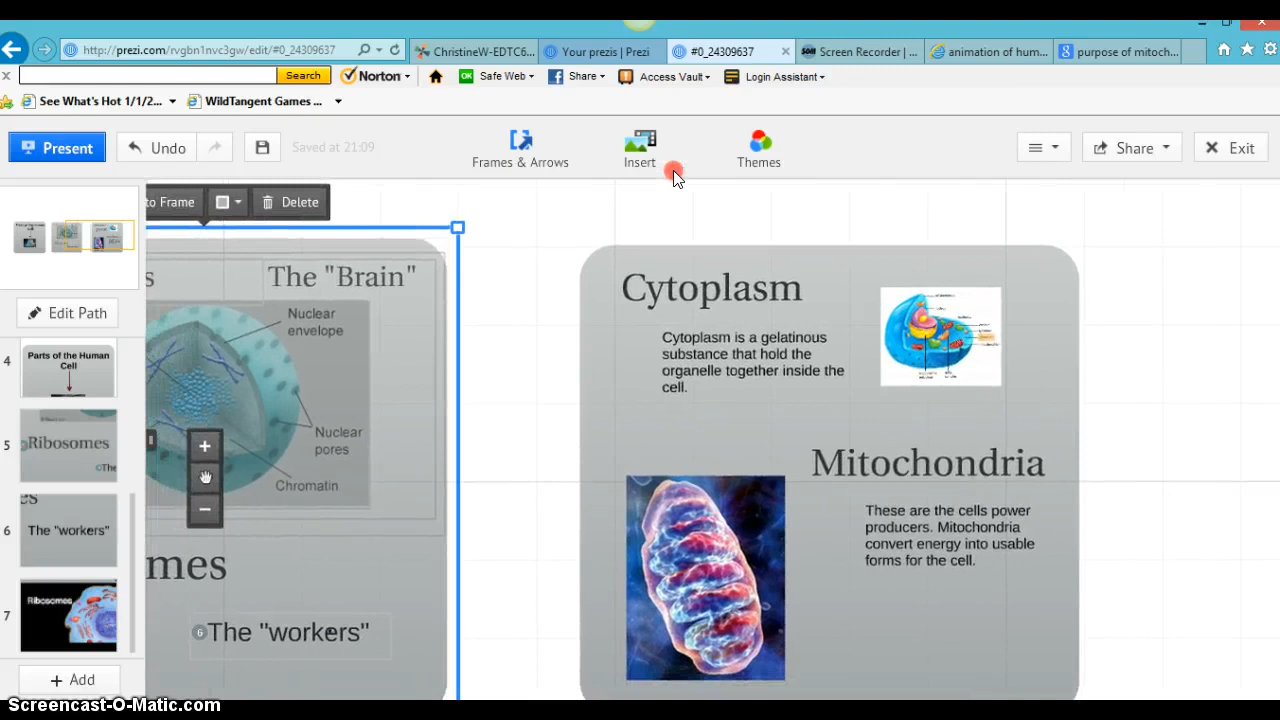 http://prezi.com/rvgbn1nvc3gw/edit/#0_24309637
ChristineW-EDTC6...
Your prezis | Prezi
#0_24309637
Screen Recorder | ...
animation of hum...
purpose of mitoch...
Search
Norton
Safe Web
Share
Access Vault
Login Assistant
See What's Hot 1/1/2...
WildTangent Games ...
Present
Undo
Saved at 21:09
Frames & Arrows
Insert
Themes
Share
Exit
to Frame
Delete
Edit Path
4
Parts of the Human
Cell
5
Ribosomes
The
6
es
The "workers"
7
Ribosomes
+ Add
s
The "Brain"
Nuclear
envelope
Nuclear
pores
Chromatin
mes
6
The "workers"
Cytoplasm
Cytoplasm is a gelatinous
substance that hold the
organelle together inside the
cell.
Mitochondria
These are the cells power
producers. Mitochondria
convert energy into usable
forms for the cell.
Screencast-O-Matic.com